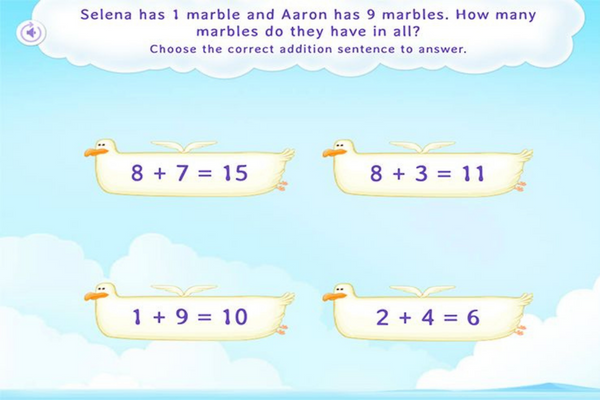 Selena has 1 marble and Aaron has 9 marbles. How many
marbles do they have in all?
Choose the correct addition sentence to answer.
8 + 7 = 15
8 + 3 = 11
1 + 9 = 10
2 + 4 = 6